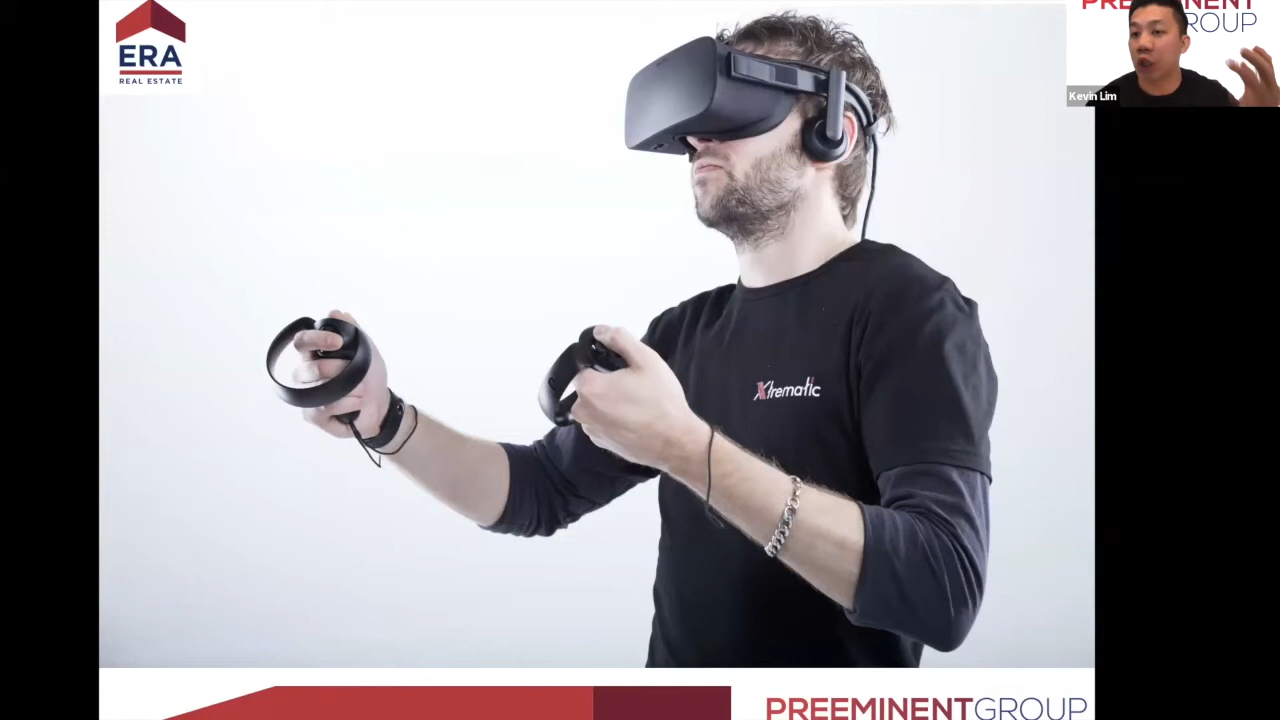 ERA
REAL ESTATE
PREEMINENT
GROUP
Kevin Lim
Xtrematic
PREEMINENTGROUP